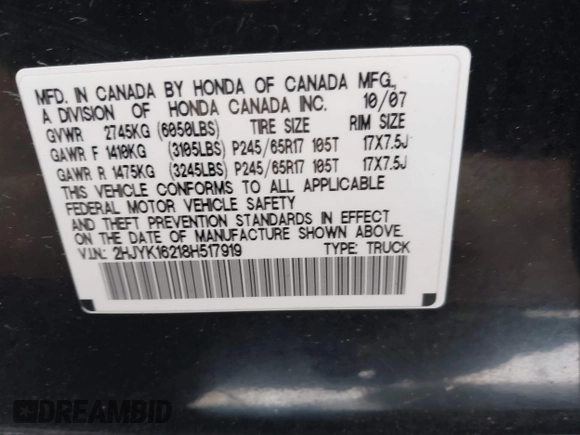 MFD. IN CANADA BY HONDA OF CANADA MFG.,
A DIVISION OF HONDA CANADA INC. 10/07
GVWR 2745KG (6050LBS) TIRE SIZE RIM SIZE
GAWR F 1410KG (3105LBS) P245/65R17 105T 17X7.5J
GAWR R 1475KG (3245LBS) P245/65R17 105T 17X7.5J
THIS VEHICLE CONFORMS TO ALL APPLICABLE
FEDERAL MOTOR VEHICLE SAFETY
AND THEFT PREVENTION STANDARDS IN EFFECT
ON THE DATE OF MANUFACTURE SHOWN ABOVE.
V.I.N.: 2HJYK16218H517919 TYPE: TRUCK
DREAMBID